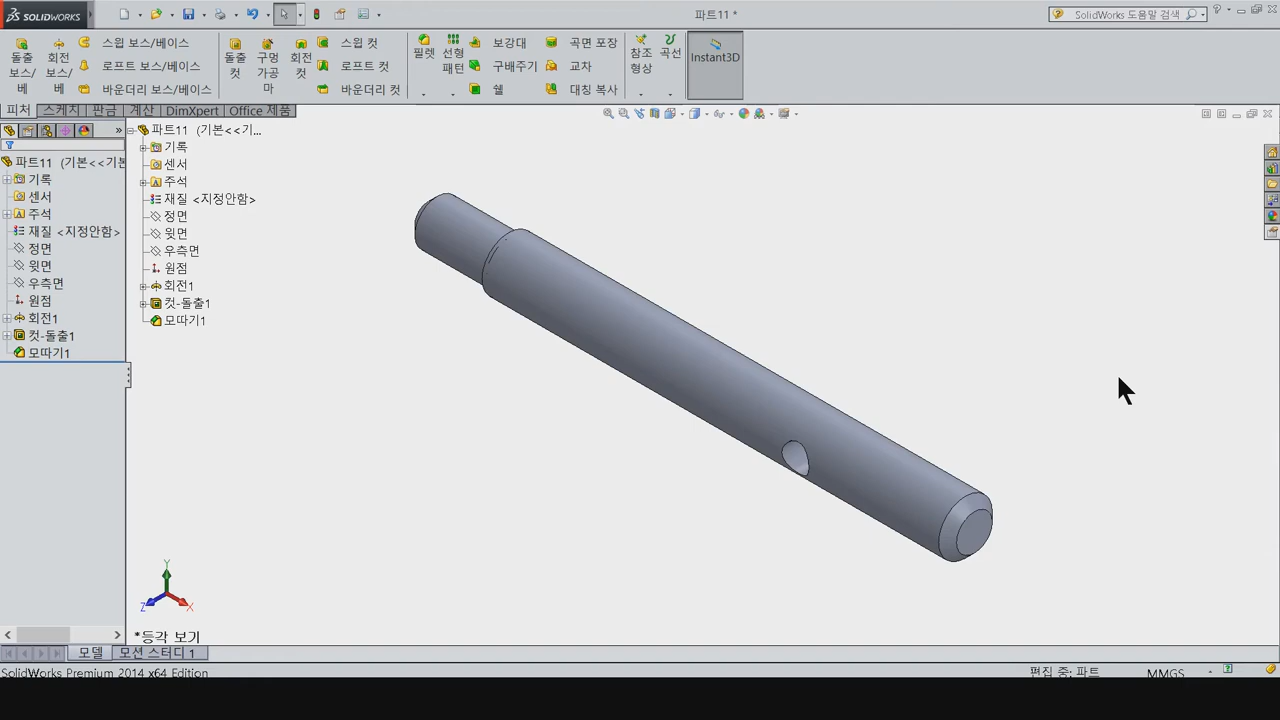 SOLIDWORKS
파트11 *
SolidWorks 도움말 검색
돌출 보스/베
회전 보스/베
스윕 보스/베이스
로프트 보스/베이스
바운더리 보스/베이스
돌출 컷
구멍 가공 마
회전 컷
스윕 컷
로프트 컷
바운더리 컷
필렛
선형 패턴
보강대
구배주기
쉘
곡면 포장
교차
대칭 복사
참조 형상
곡선
Instant3D
피처
스케치
판금
계산
DimXpert
Office 제품
파트11 (기본<<기본
기록
센서
주석
재질 <지정안함>
정면
윗면
우측면
원점
회전1
컷-돌출1
모따기1
파트11 (기본<<기...
기록
센서
주석
재질 <지정안함>
정면
윗면
우측면
원점
회전1
컷-돌출1
모따기1
Y
Z
X
*등각 보기
모델
모션 스터디 1
SolidWorks Premium 2014 x64 Edition
편집 중: 파트
MMGS